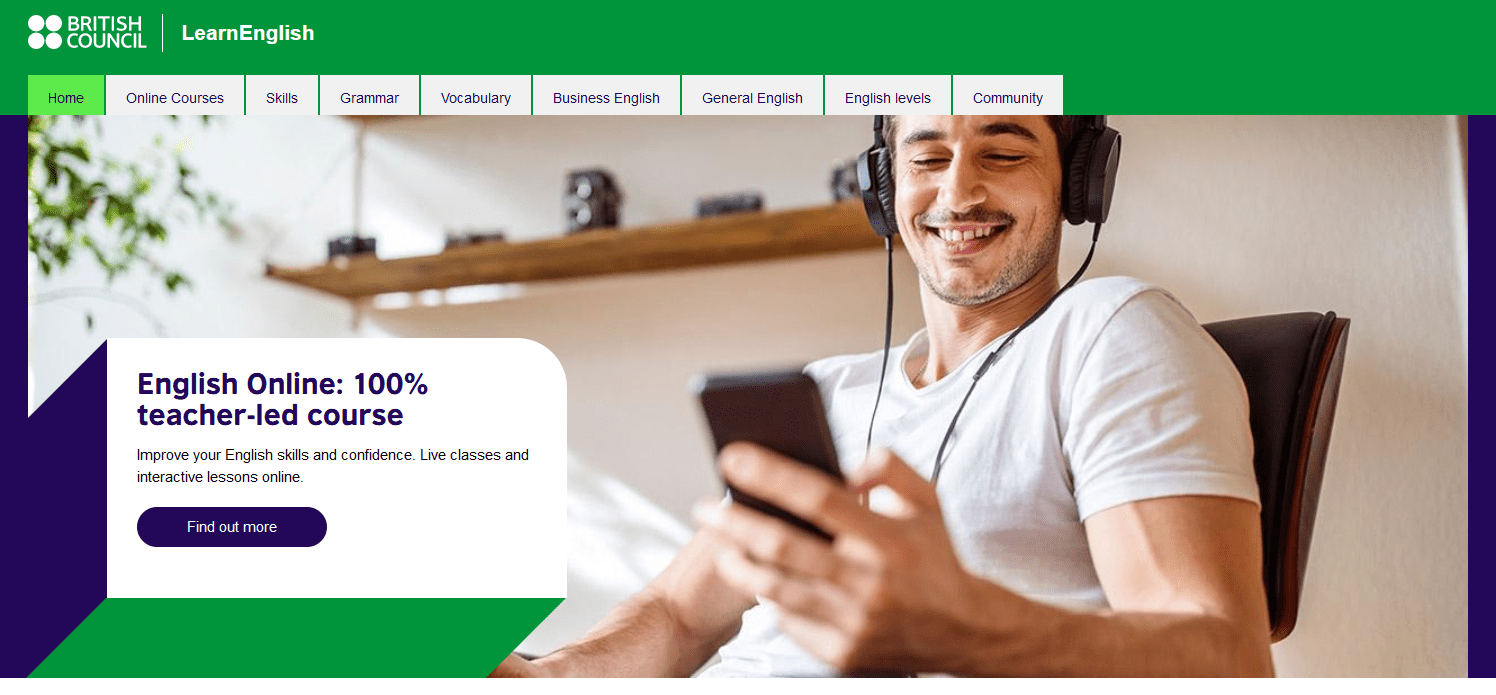 BRITISH
COUNCIL
LearnEnglish
Home
Online Courses
Skills
Grammar
Vocabulary
Business English
General English
English levels
Community
English Online: 100%
teacher-led course
Improve your English skills and confidence. Live classes and
interactive lessons online.
Find out more